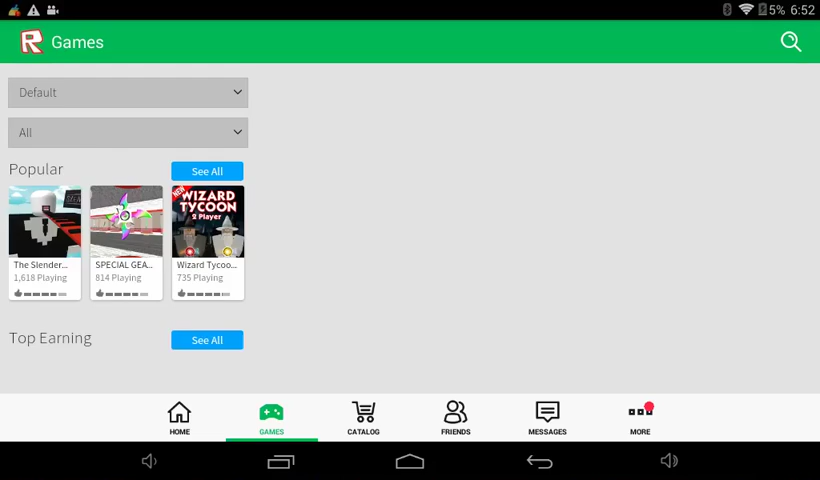 5% 6:52
R Games
Default
All
Popular
See All
NEW
WIZARD
TYCOON
2 Player
The Slender...
SPECIAL GEA...
Wizard Tycoo...
1,618 Playing
814 Playing
735 Playing
Top Earning
See All
HOME
GAMES
CATALOG
FRIENDS
MESSAGES
MORE